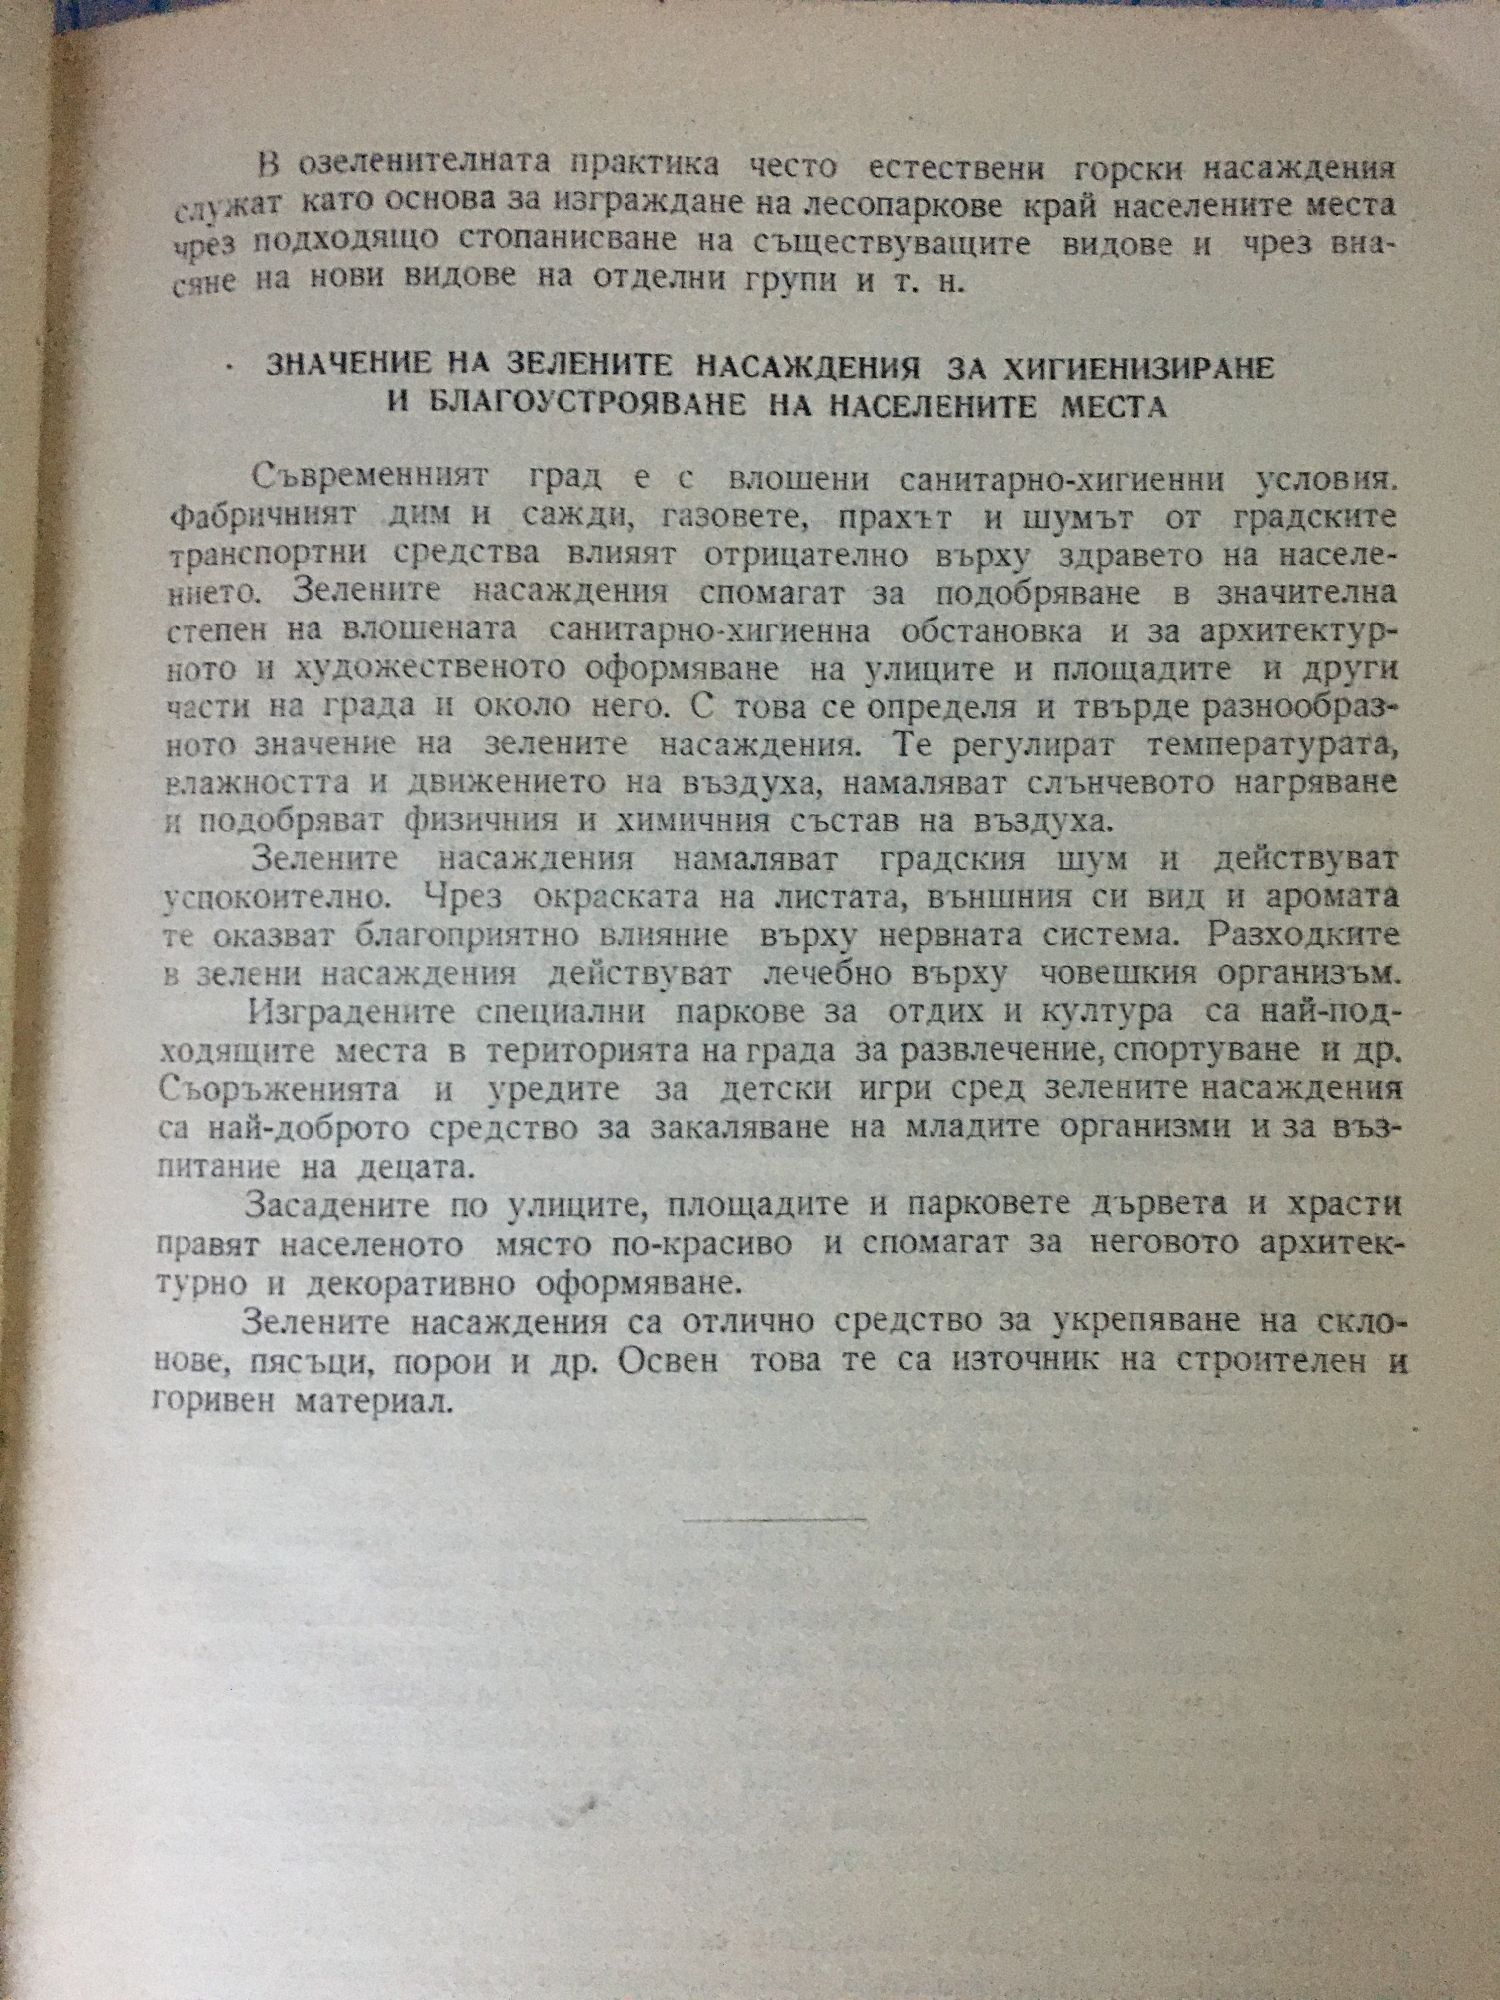 В озеленителната практика често естествени горски насаждения
служат като основа за изграждане на лесопаркове край населените места
чрез подходящо стопанисване на съществуващите видове и чрез вна-
сяне на нови видове на отделни групи и т. н.
ЗНАЧЕНИЕ НА ЗЕЛЕНИТЕ НАСАЖДЕНИЯ ЗА ХИГИЕНИЗИРАНЕ
И БЛАГОУСТРОЯВАНЕ НА НАСЕЛЕНИТЕ МЕСТА
Съвременният град е с влошени санитарно-хигиенни условия.
Фабричният дим и сажди, газовете, прахът и шумът от градските
транспортни средства влияят отрицателно върху здравето на населе-
нието. Зелените насаждения спомагат за подобряване в значителна
степен на влошената санитарно-хигиенна обстановка и за архитектур-
ното и художественото оформяване на улиците и площадите и други
части на града и около него. С това се определя и твърде разнообраз-
ното значение на зелените насаждения. Те регулират температурата,
влажността и движението на въздуха, намаляват слънчевото нагряване
и подобряват физичния и химичния състав на въздуха.
Зелените насаждения намаляват градския шум и действуват
успокоително. Чрез окраската на листата, външния си вид и аромата
те оказват благоприятно влияние върху нервната система. Разходките
в зелени насаждения действуват лечебно върху човешкия организъм.
Изградените специални паркове за отдих и култура са най-под-
ходящите места в територията на града за развлечение, спортуване и др.
Съоръженията и уредите за детски игри сред зелените насаждения
са най-доброто средство за закаляване на младите организми и за въз-
питание на децата.
Засадените по улиците, площадите и парковете дървета и храсти
правят населеното място по-красиво и спомагат за неговото архитек-
турно и декоративно оформяване.
Зелените насаждения са отлично средство за укрепяване на скло-
нове, пясъци, порои и др. Освен това те са източник на строителен и
горивен материал.